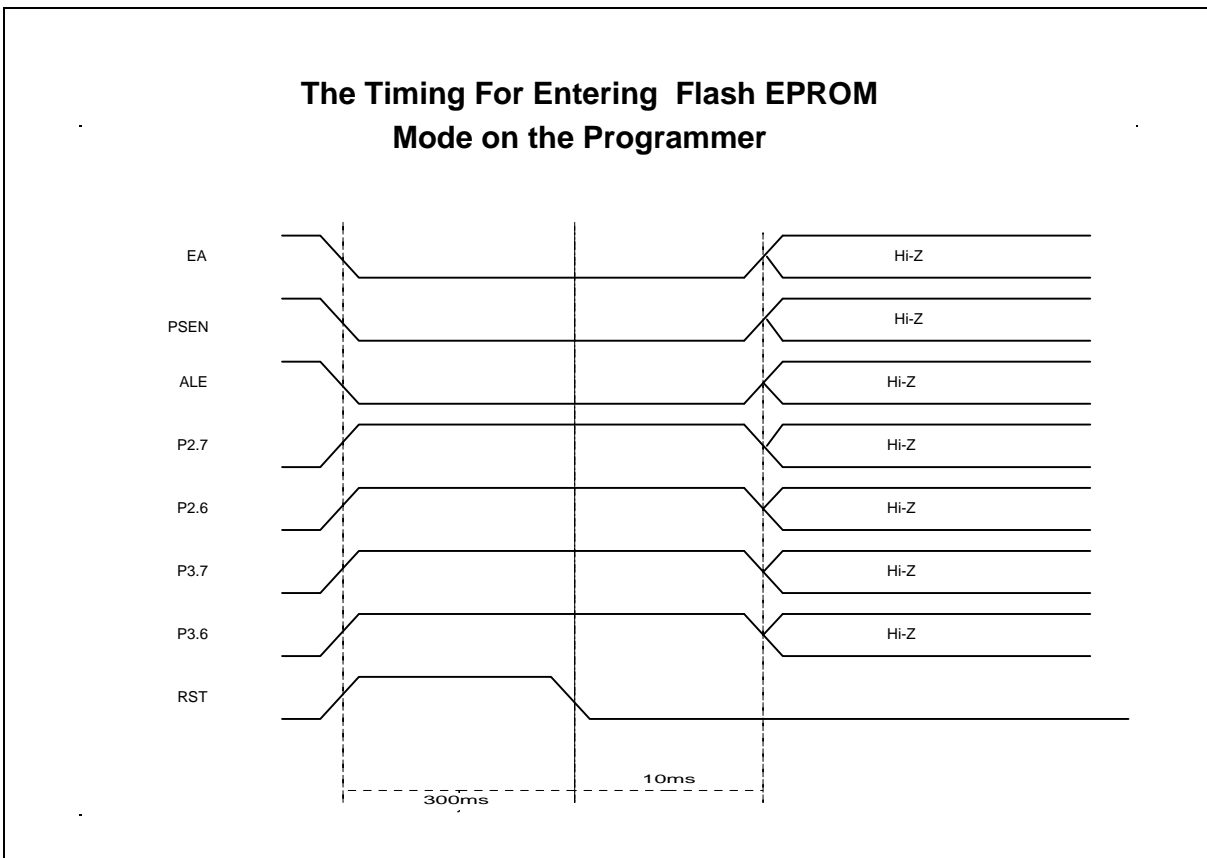 The Timing For Entering Flash EPROM
Mode on the Programmer
EA Hi-Z
PSEN Hi-Z
ALE Hi-Z
P2.7 Hi-Z
P2.6 Hi-Z
P3.7 Hi-Z
P3.6 Hi-Z
RST
10ms
300ms